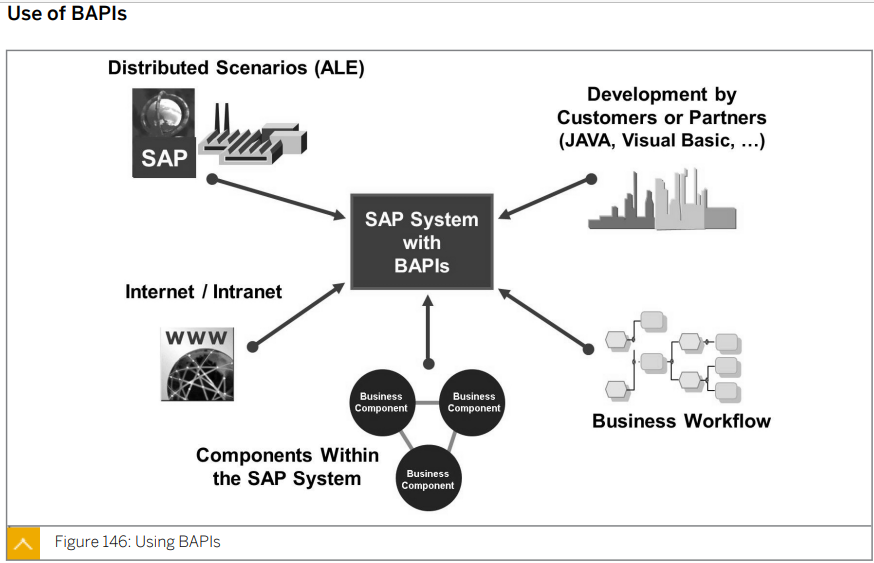 Use of BAPIs
Distributed Scenarios (ALE)
SAP
Development by
Customers or Partners
(JAVA, Visual Basic, ...)
SAP System
with
BAPIs
Internet / Intranet
WWW
Business
Component
Business
Component
Business
Component
Components Within
the SAP System
Business Workflow
Figure 146: Using BAPIs